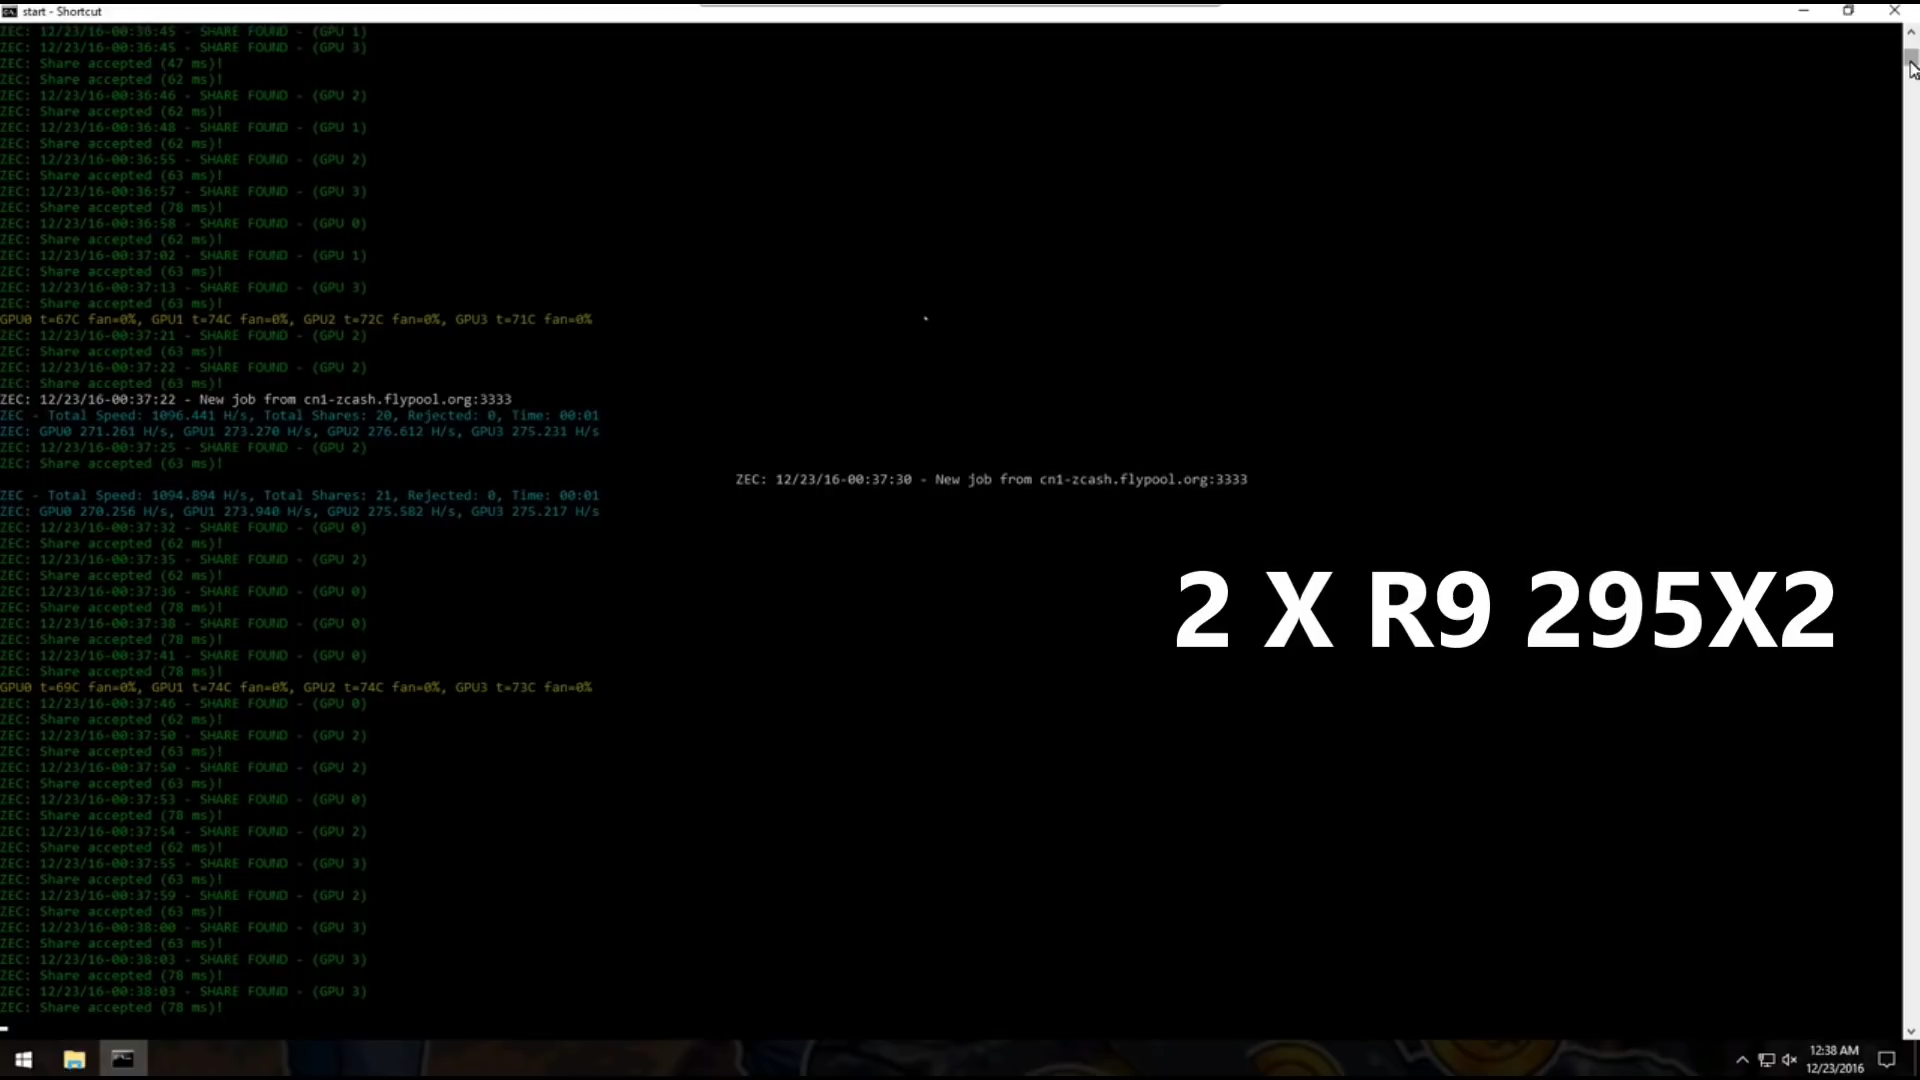 start - Shortcut
ZEC: 12/23/16-00:36:45 - SHARE FOUND - (GPU 1)
ZEC: 12/23/16-00:36:45 - SHARE FOUND - (GPU 3)
ZEC: Share accepted (47 ms)!
ZEC: Share accepted (62 ms)!
ZEC: 12/23/16-00:36:46 - SHARE FOUND - (GPU 2)
ZEC: Share accepted (62 ms)!
ZEC: 12/23/16-00:36:48 - SHARE FOUND - (GPU 1)
ZEC: Share accepted (62 ms)!
ZEC: 12/23/16-00:36:55 - SHARE FOUND - (GPU 2)
ZEC: Share accepted (63 ms)!
ZEC: 12/23/16-00:36:57 - SHARE FOUND - (GPU 3)
ZEC: Share accepted (78 ms)!
ZEC: 12/23/16-00:36:58 - SHARE FOUND - (GPU 0)
ZEC: Share accepted (62 ms)!
ZEC: 12/23/16-00:37:02 - SHARE FOUND - (GPU 1)
ZEC: Share accepted (63 ms)!
ZEC: 12/23/16-00:37:13 - SHARE FOUND - (GPU 3)
ZEC: Share accepted (63 ms)!
GPU0 t=67C fan=0%, GPU1 t=74C fan=0%, GPU2 t=72C fan=0%, GPU3 t=71C fan=0%
ZEC: 12/23/16-00:37:21 - SHARE FOUND - (GPU 2)
ZEC: Share accepted (63 ms)!
ZEC: 12/23/16-00:37:22 - SHARE FOUND - (GPU 2)
ZEC: Share accepted (63 ms)!
ZEC: 12/23/16-00:37:22 - New job from cn1-zcash.flypool.org:3333
ZEC - Total Speed: 1096.441 H/s, Total Shares: 20, Rejected: 0, Time: 00:01
ZEC: GPU0 271.261 H/s, GPU1 273.270 H/s, GPU2 276.612 H/s, GPU3 275.231 H/s
ZEC: 12/23/16-00:37:25 - SHARE FOUND - (GPU 2)
ZEC: Share accepted (63 ms)!
ZEC: 12/23/16-00:37:30 - New job from cn1-zcash.flypool.org:3333
ZEC - Total Speed: 1094.894 H/s, Total Shares: 21, Rejected: 0, Time: 00:01
ZEC: GPU0 270.256 H/s, GPU1 273.940 H/s, GPU2 275.582 H/s, GPU3 275.217 H/s
ZEC: 12/23/16-00:37:32 - SHARE FOUND - (GPU 0)
ZEC: Share accepted (62 ms)!
ZEC: 12/23/16-00:37:35 - SHARE FOUND - (GPU 2)
ZEC: Share accepted (62 ms)!
ZEC: 12/23/16-00:37:36 - SHARE FOUND - (GPU 0)
ZEC: Share accepted (78 ms)!
ZEC: 12/23/16-00:37:38 - SHARE FOUND - (GPU 0)
ZEC: Share accepted (78 ms)!
ZEC: 12/23/16-00:37:41 - SHARE FOUND - (GPU 0)
ZEC: Share accepted (78 ms)!
GPU0 t=69C fan=0%, GPU1 t=74C fan=0%, GPU2 t=74C fan=0%, GPU3 t=73C fan=0%
ZEC: 12/23/16-00:37:46 - SHARE FOUND - (GPU 0)
ZEC: Share accepted (62 ms)!
ZEC: 12/23/16-00:37:50 - SHARE FOUND - (GPU 2)
ZEC: Share accepted (63 ms)!
ZEC: 12/23/16-00:37:50 - SHARE FOUND - (GPU 2)
ZEC: Share accepted (63 ms)!
ZEC: 12/23/16-00:37:53 - SHARE FOUND - (GPU 0)
ZEC: Share accepted (78 ms)!
ZEC: 12/23/16-00:37:54 - SHARE FOUND - (GPU 2)
ZEC: Share accepted (62 ms)!
ZEC: 12/23/16-00:37:55 - SHARE FOUND - (GPU 3)
ZEC: Share accepted (63 ms)!
ZEC: 12/23/16-00:37:59 - SHARE FOUND - (GPU 2)
ZEC: Share accepted (63 ms)!
ZEC: 12/23/16-00:38:00 - SHARE FOUND - (GPU 3)
ZEC: Share accepted (63 ms)!
ZEC: 12/23/16-00:38:03 - SHARE FOUND - (GPU 3)
ZEC: Share accepted (78 ms)!
ZEC: 12/23/16-00:38:03 - SHARE FOUND - (GPU 3)
ZEC: Share accepted (78 ms)!
2 X R9 295X2
12:38 AM
12/23/2016